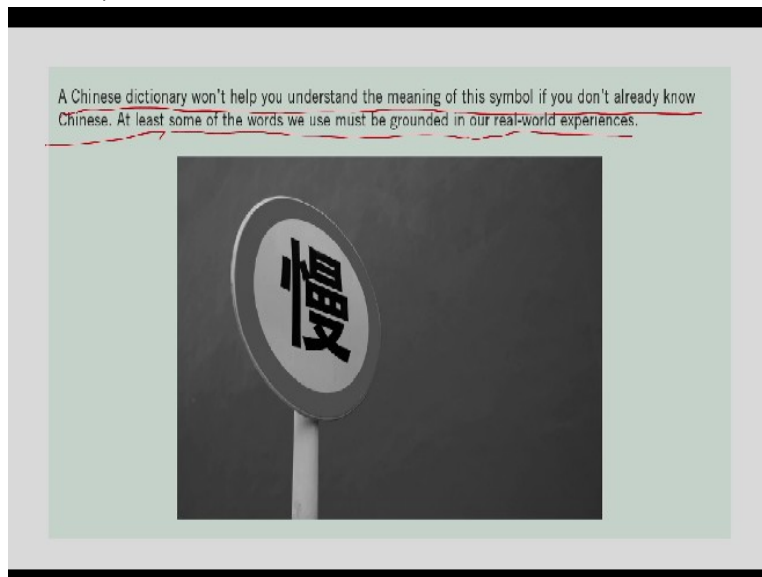 A Chinese dictionary won't help you understand the meaning of this symbol if you don't already know
Chinese. At least some of the words we use must be grounded in our real-world experiences.
慢